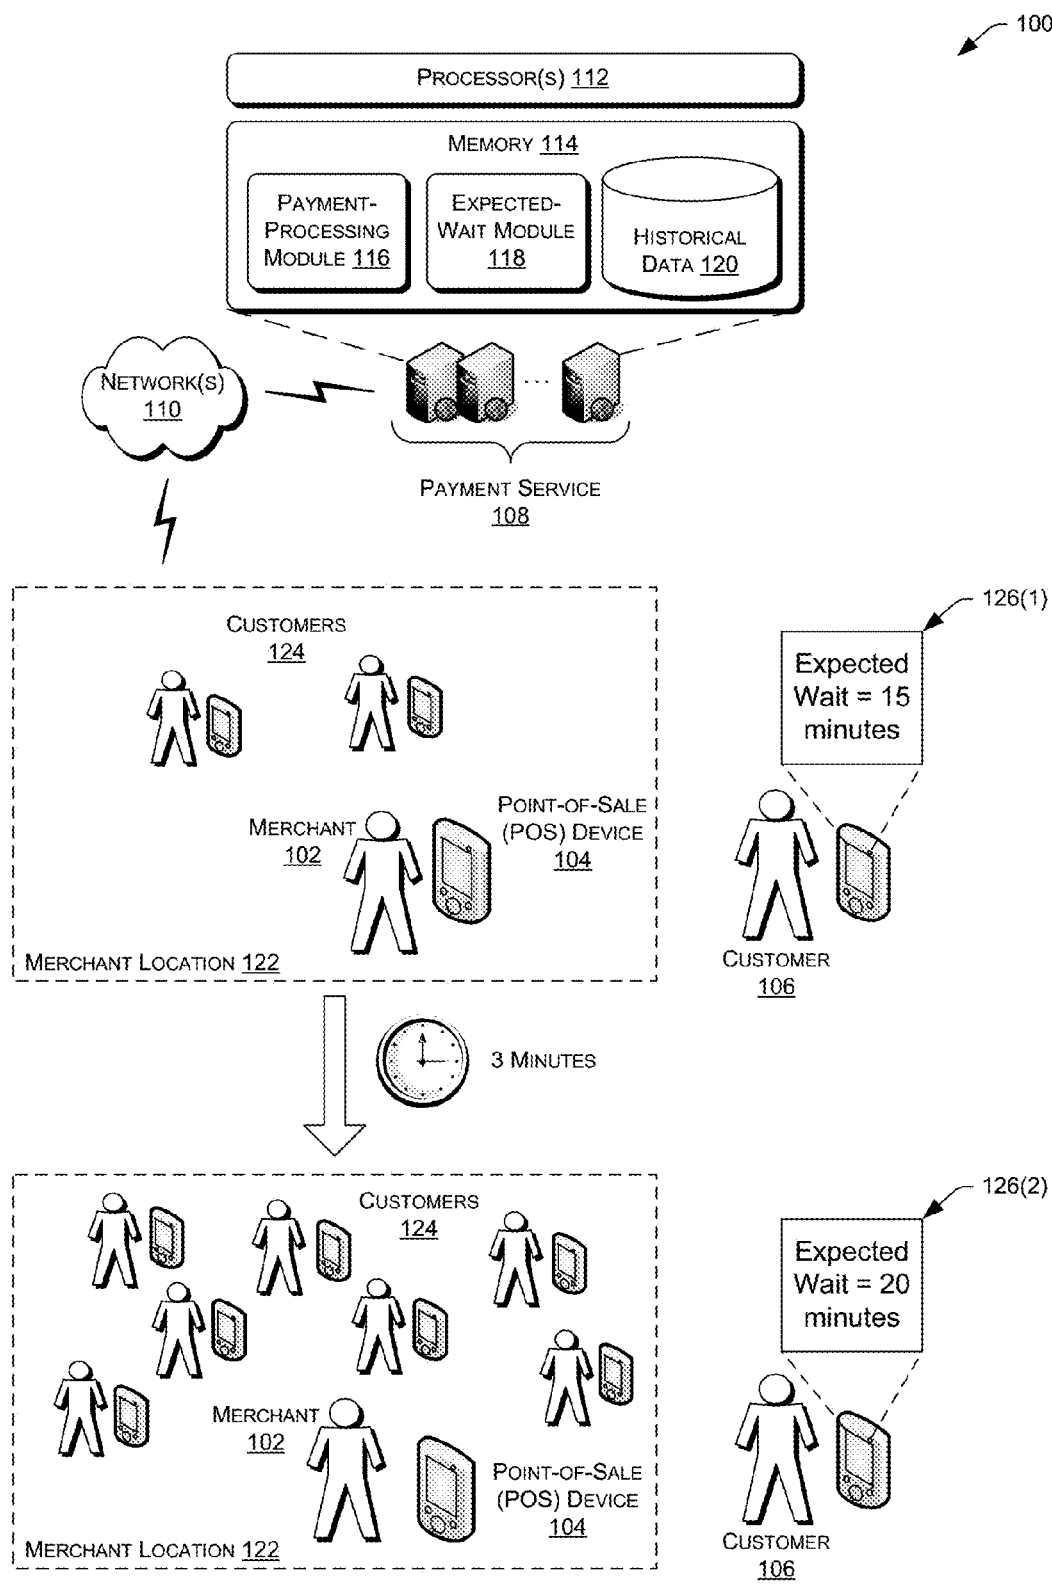 100
PROCESSOR(S) 112
MEMORY 114
PAYMENT-
PROCESSING
MODULE 116
EXPECTED-
WAIT MODULE
118
HISTORICAL
DATA 120
NETWORK(S)
110
PAYMENT SERVICE
108
CUSTOMERS
124
126(1)
Expected
Wait = 15
minutes
MERCHANT
102
POINT-OF-SALE
(POS) DEVICE
104
CUSTOMER
106
MERCHANT LOCATION 122
3 MINUTES
CUSTOMERS
124
126(2)
Expected
Wait = 20
minutes
MERCHANT
102
POINT-OF-SALE
(POS) DEVICE
104
CUSTOMER
106
MERCHANT LOCATION 122